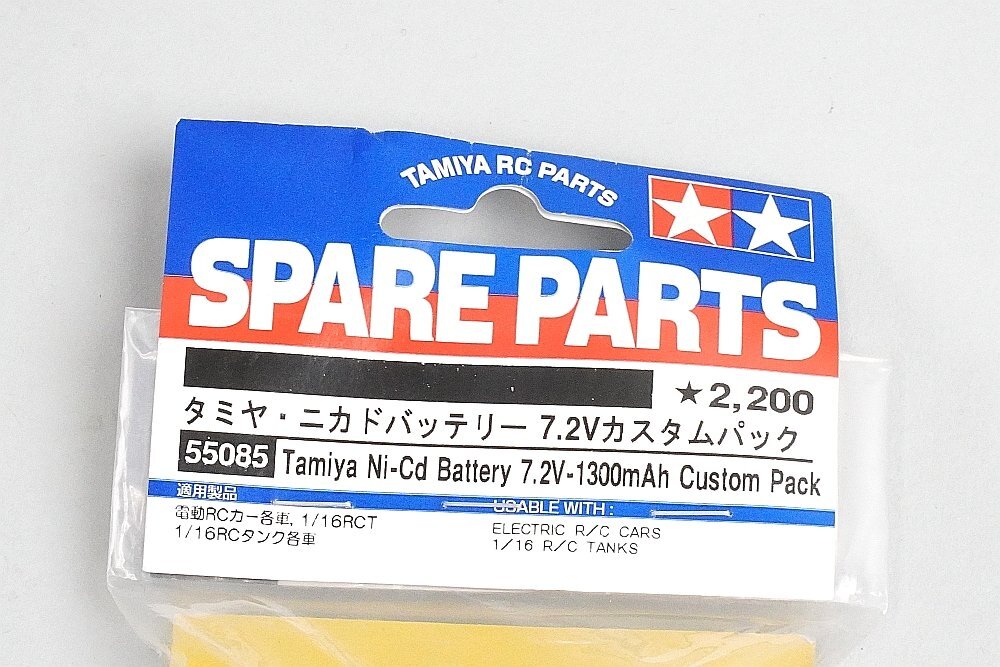 TAMIYA RC PARTS
SPARE PARTS
★2,200
タミヤ・ニカドバッテリー 7.2Vカスタムパック
55085 Tamiya Ni-Cd Battery 7.2V-1300mAh Custom Pack
適用製品
電動RCカー各車, 1/16RCT
1/16RCタンク各車
USABLE WITH :
ELECTRIC R/C CARS
1/16 R/C TANKS